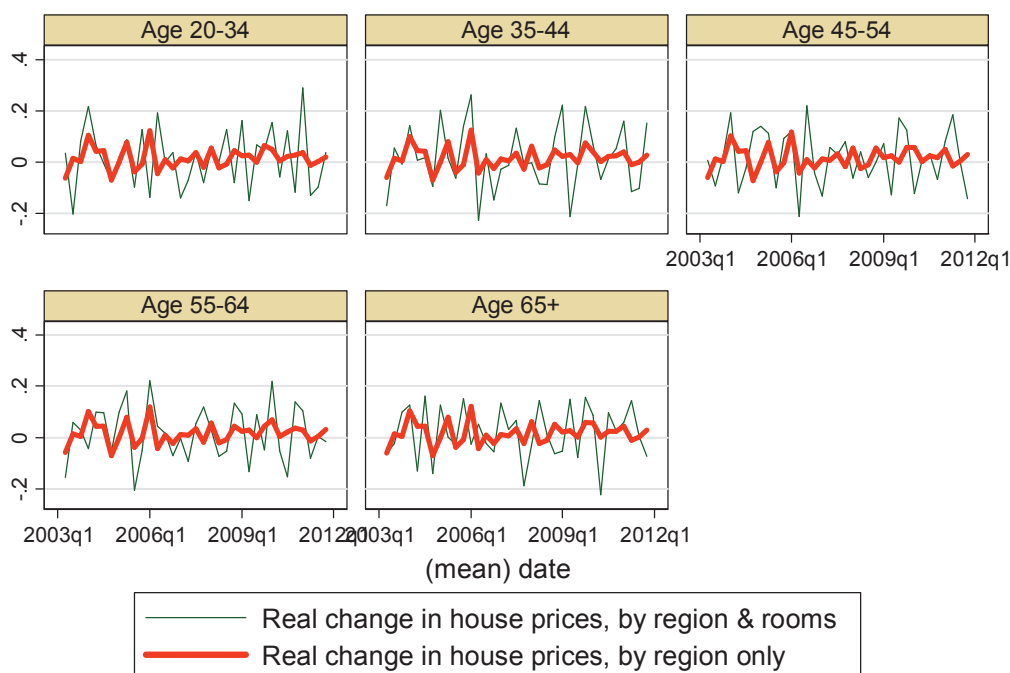 Age 20-34 Age 35-44 Age 45-54
.4
.2
0
-.2
2003q1 2006q1 2009q1 2012q1
Age 55-64 Age 65+
.4
.2
0
-.2
2003q1 2006q1 2009q1 2012q1 2003q1 2006q1 2009q1 2012q1
(mean) date
Real change in house prices, by region & rooms
Real change in house prices, by region only